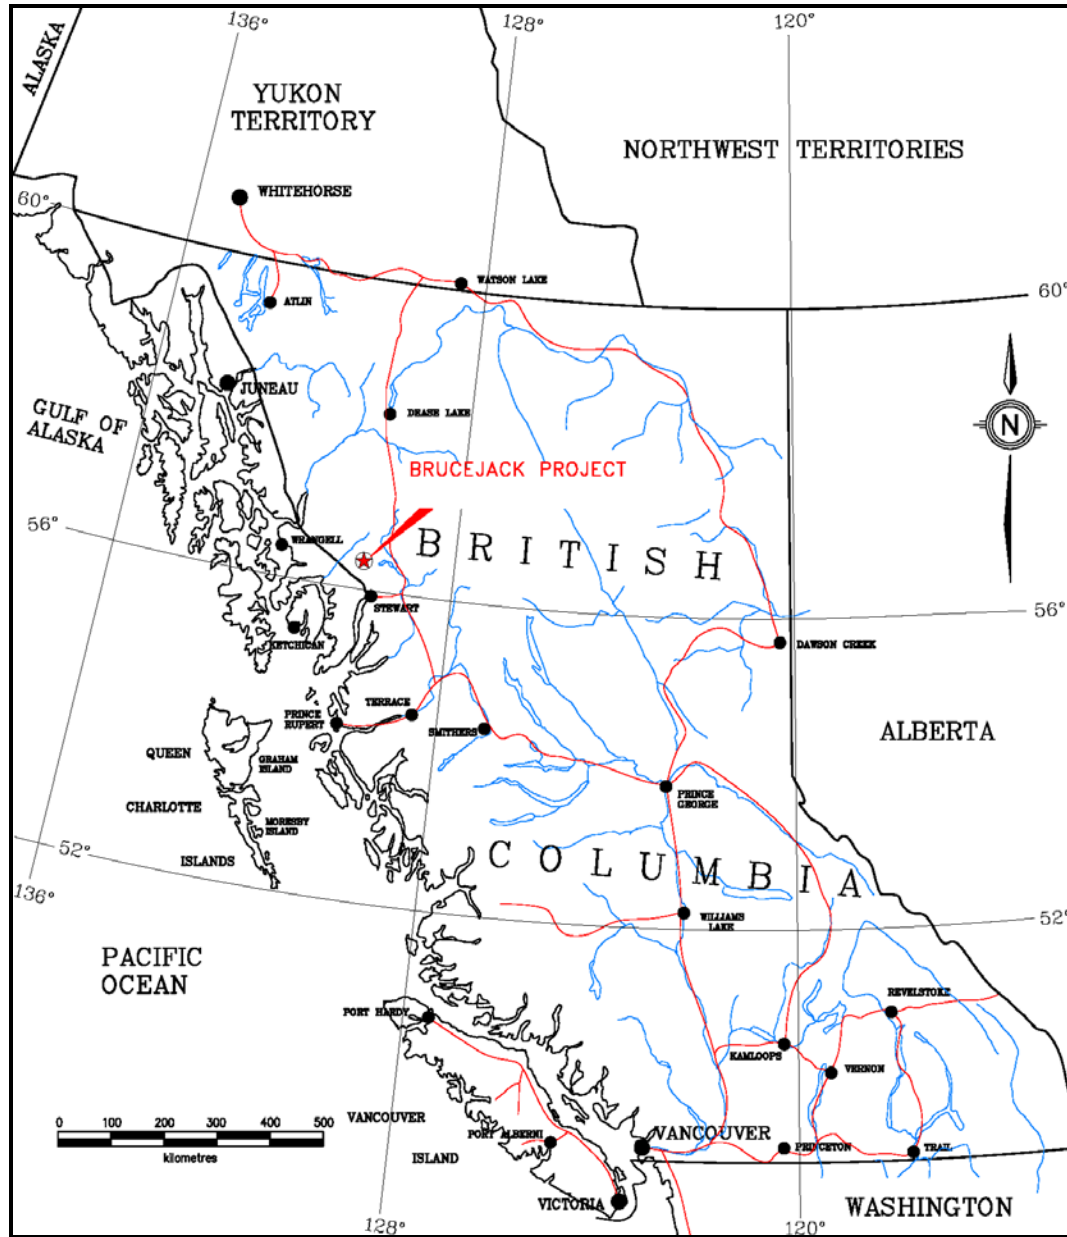 136°
128°
120°
ALASKA
YUKON
TERRITORY
NORTHWEST TERRITORIES
WHITEHORSE
60°
WATSON LAKE
60°
ATLIN
JUNEAU
GULF OF
ALASKA
DEASE LAKE
BRUCEJACK PROJECT
N
56°
WRANGELL
BRITISH
STEWART
56°
KETCHICAN
DAWSON CREEK
TERRACE
PRINCE
RUPERT
SMITHERS
ALBERTA
QUEEN
GRAHAM
ISLAND
CHARLOTTE
MORESBY
ISLAND
ISLANDS
PRINCE
GEORGE
52°
136°
COLUMBIA
WILLIAMS
LAKE
52°
PACIFIC
OCEAN
REVELSTOKE
PORT HARDY
KAMLOOPS
VERNON
0 100 200 300 400 500
kilometres
VANCOUVER
ISLAND
PORT ALBERNI
VANCOUVER
PRINCETON
TRAIL
VICTORIA
WASHINGTON
128°
120°